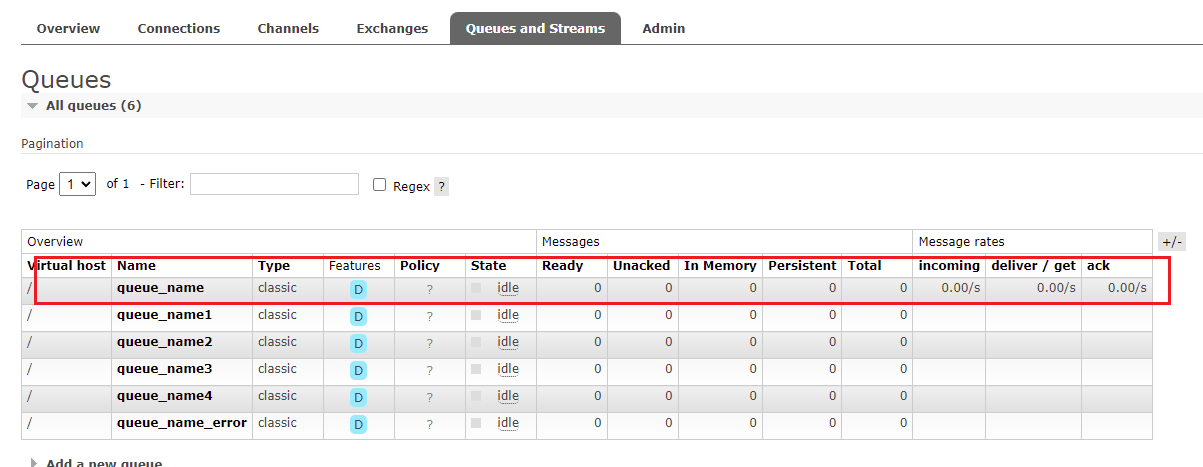 Overview Connections Channels Exchanges Queues and Streams Admin
Queues
All queues (6)
Pagination
Page 1 of 1 - Filter: Regex ?
Overview Messages Message rates +/-
Virtual host Name Type Features Policy State Ready Unacked In Memory Persistent Total incoming deliver / get ack
/ queue_name classic D ? idle 0 0 0 0 0 0.00/s 0.00/s 0.00/s
/ queue_name1 classic D ? idle 0 0 0 0 0
/ queue_name2 classic D ? idle 0 0 0 0 0
/ queue_name3 classic D ? idle 0 0 0 0 0
/ queue_name4 classic D ? idle 0 0 0 0 0
/ queue_name_error classic D ? idle 0 0 0 0 0
Add a new queue